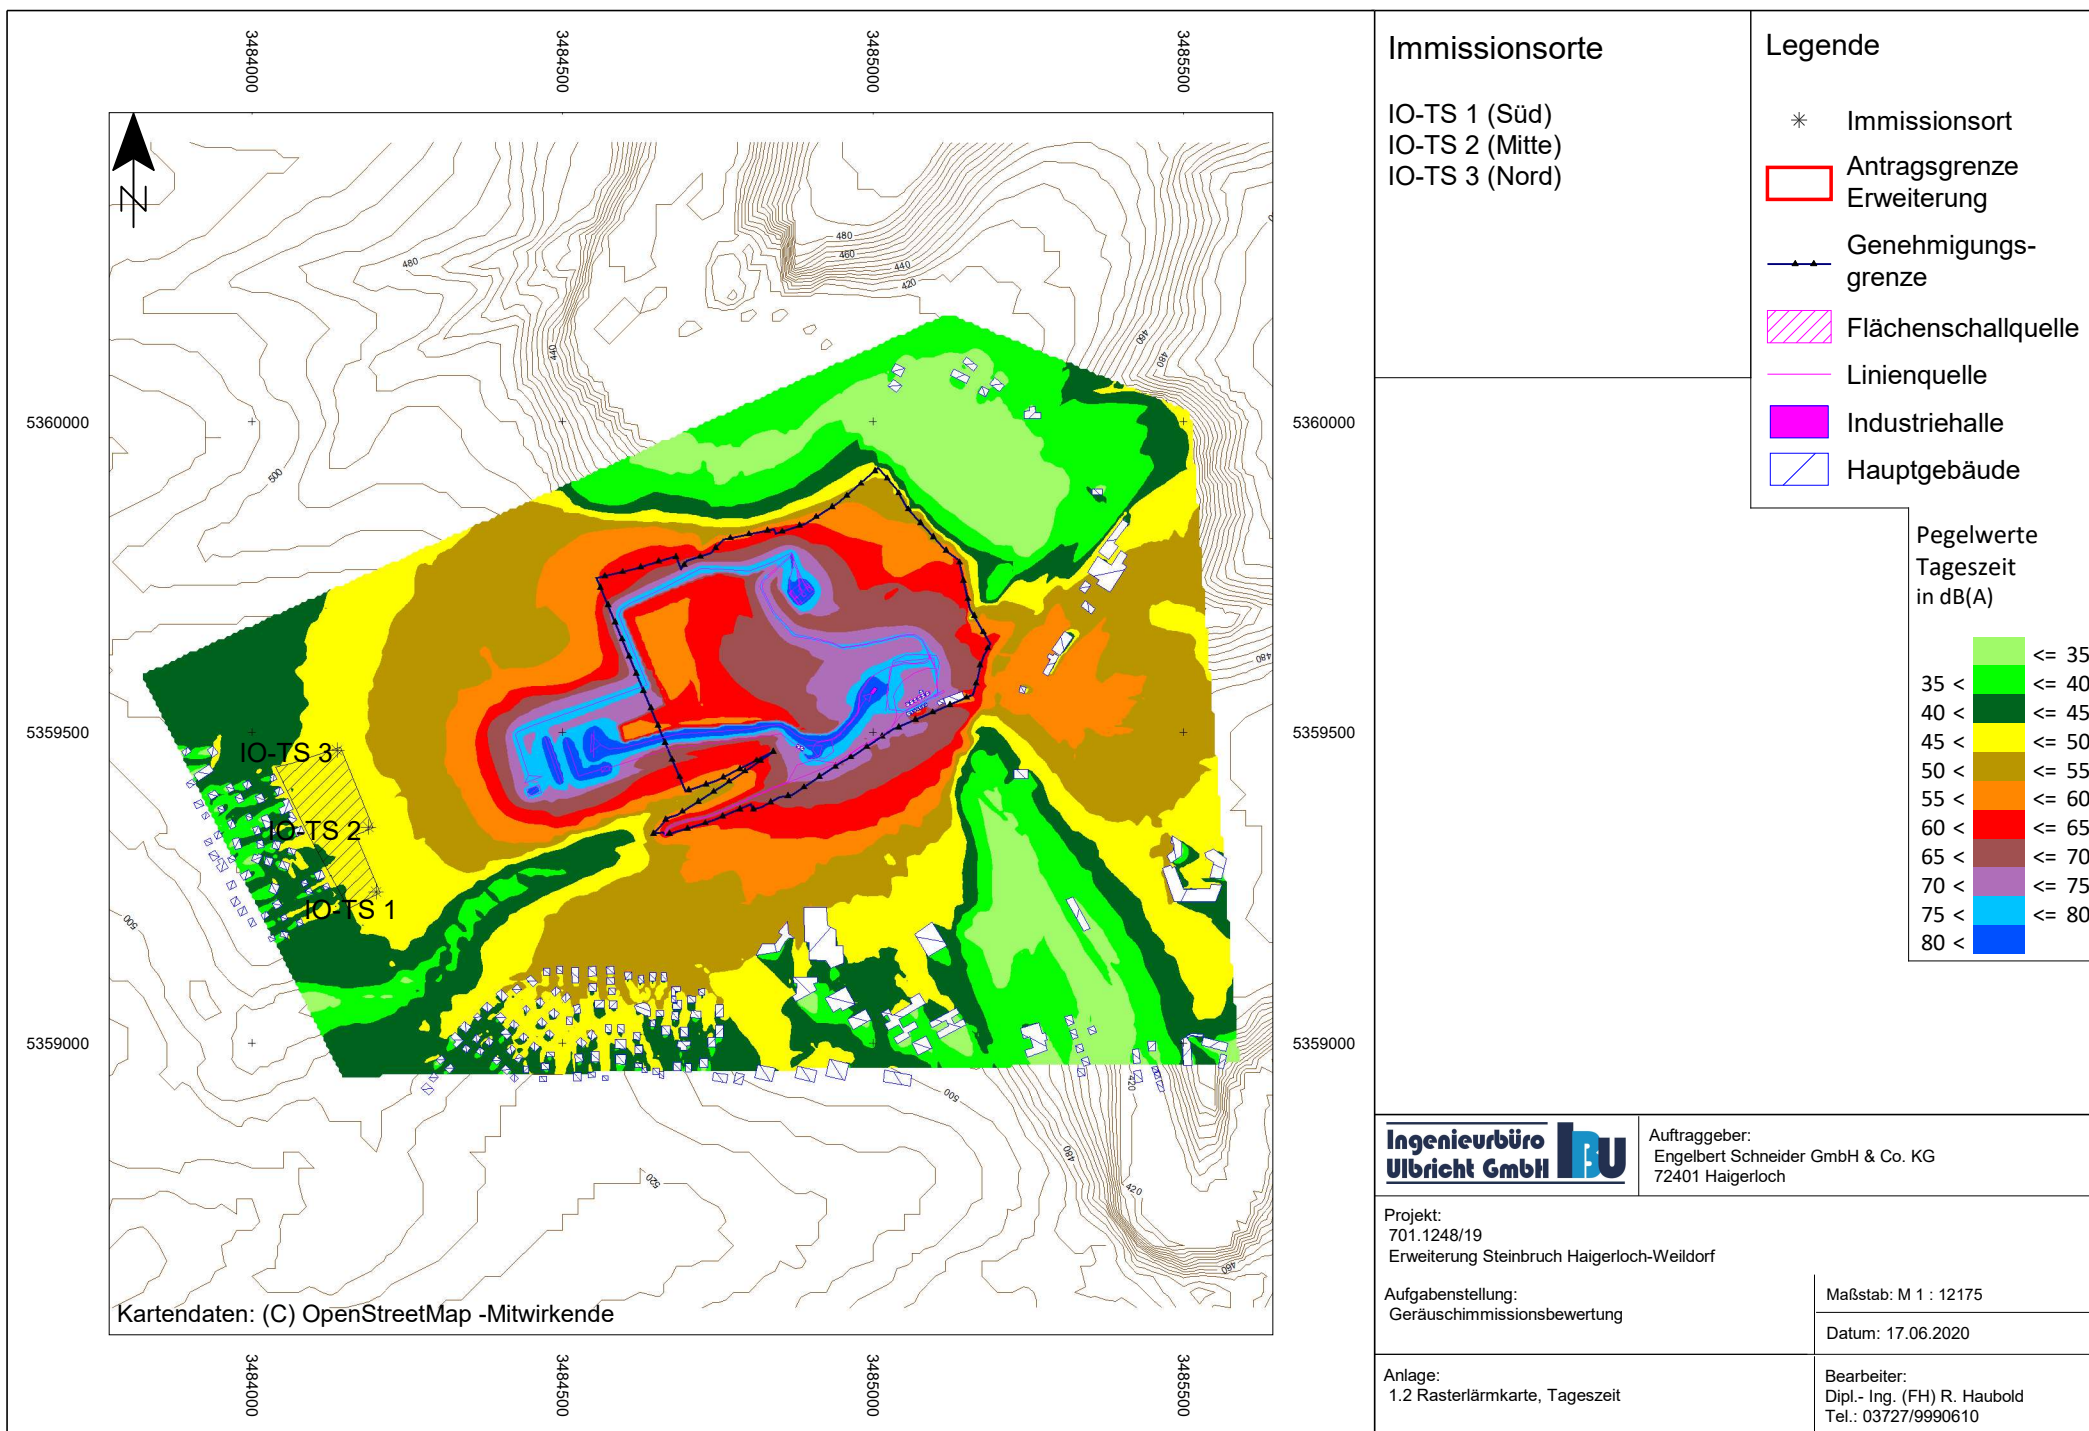 3484000
3484500
3485000
3485500
N
5360000
5360000
5359500
5359500
5359000
5359000
480
480
460
440
420
440
460
480
480
500
500
500
520
480
420
420
460
IO-TS 3
IO-TS 2
IO-TS 1
Kartendaten: (C) OpenStreetMap -Mitwirkende
3484000
3484500
3485000
3485500
Immissionsorte
IO-TS 1 (Süd)
IO-TS 2 (Mitte)
IO-TS 3 (Nord)
Legende
Immissionsort
Antragsgrenze
Erweiterung
Genehmigungs-
grenze
Flächenschallquelle
Linienquelle
Industriehalle
Hauptgebäude
Pegelwerte
Tageszeit
in dB(A)
<= 35
35 < <= 40
40 < <= 45
45 < <= 50
50 < <= 55
55 < <= 60
60 < <= 65
65 < <= 70
70 < <= 75
75 < <= 80
80 <
Ingenieurbüro
Ulbricht GmbH
IBU
Auftraggeber:
Engelbert Schneider GmbH & Co. KG
72401 Haigerloch
Projekt:
701.1248/19
Erweiterung Steinbruch Haigerloch-Weildorf
Aufgabenstellung:
Geräuschimmissionsbewertung
Maßstab: M 1 : 12175
Datum: 17.06.2020
Anlage:
1.2 Rasterlärmkarte, Tageszeit
Bearbeiter:
Dipl.- Ing. (FH) R. Haubold
Tel.: 03727/9990610